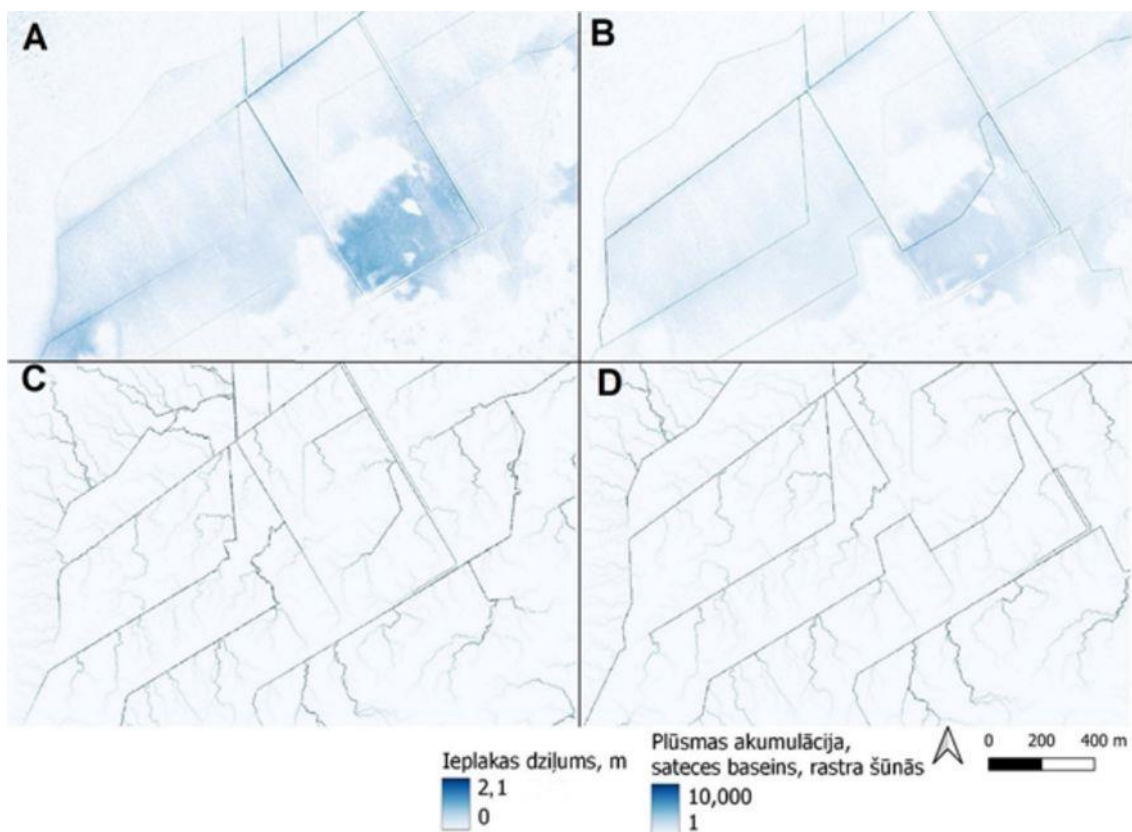 A
B
C
D
Ieplakas dziļums, m
2,1
0
Plūsmas akumulācija,
sateces baseins, rastra šūnās
10,000
1
0 200 400 m